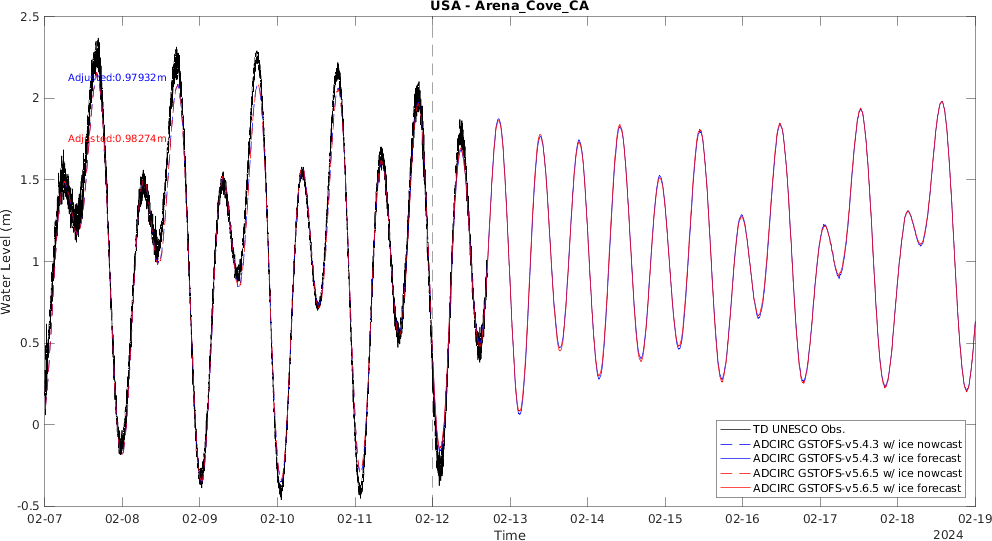 USA - Arena_Cove_CA
2.5
2
1.5
1
0.5
0
-0.5
Water Level (m)
Adjusted:0.97932m
Adjusted:0.98274m
TD UNESCO Obs.
ADCIRC GSTOFS-v5.4.3 w/ ice nowcast
ADCIRC GSTOFS-v5.4.3 w/ ice forecast
ADCIRC GSTOFS-v5.6.5 w/ ice nowcast
ADCIRC GSTOFS-v5.6.5 w/ ice forecast
02-07 02-08 02-09 02-10 02-11 02-12 02-13 02-14 02-15 02-16 02-17 02-18 02-19
Time
2024